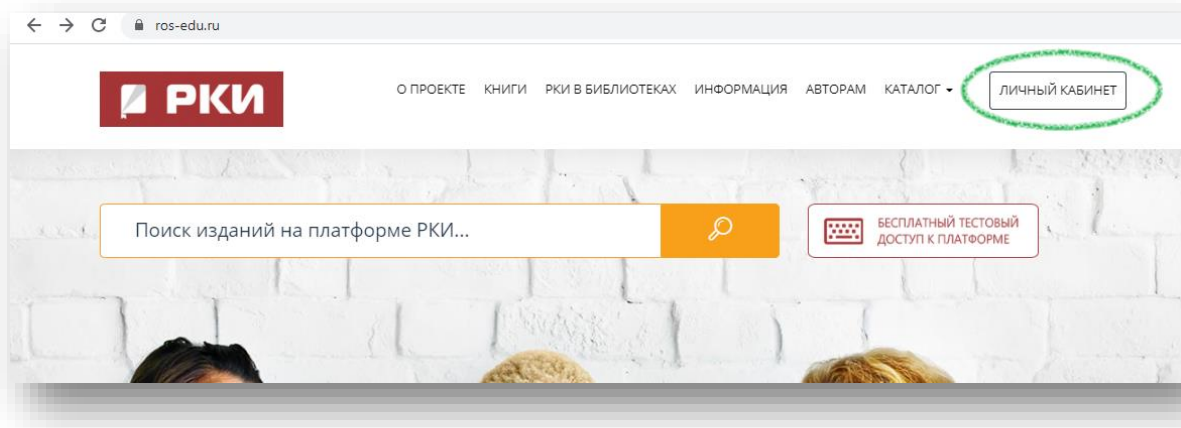 ros-edu.ru
РКИ
О ПРОЕКТЕ КНИГИ РКИ В БИБЛИОТЕКАХ ИНФОРМАЦИЯ АВТОРАМ КАТАЛОГ ЛИЧНЫЙ КАБИНЕТ
Поиск изданий на платформе РКИ...
БЕСПЛАТНЫЙ ТЕСТОВЫЙ
ДОСТУП К ПЛАТФОРМЕ